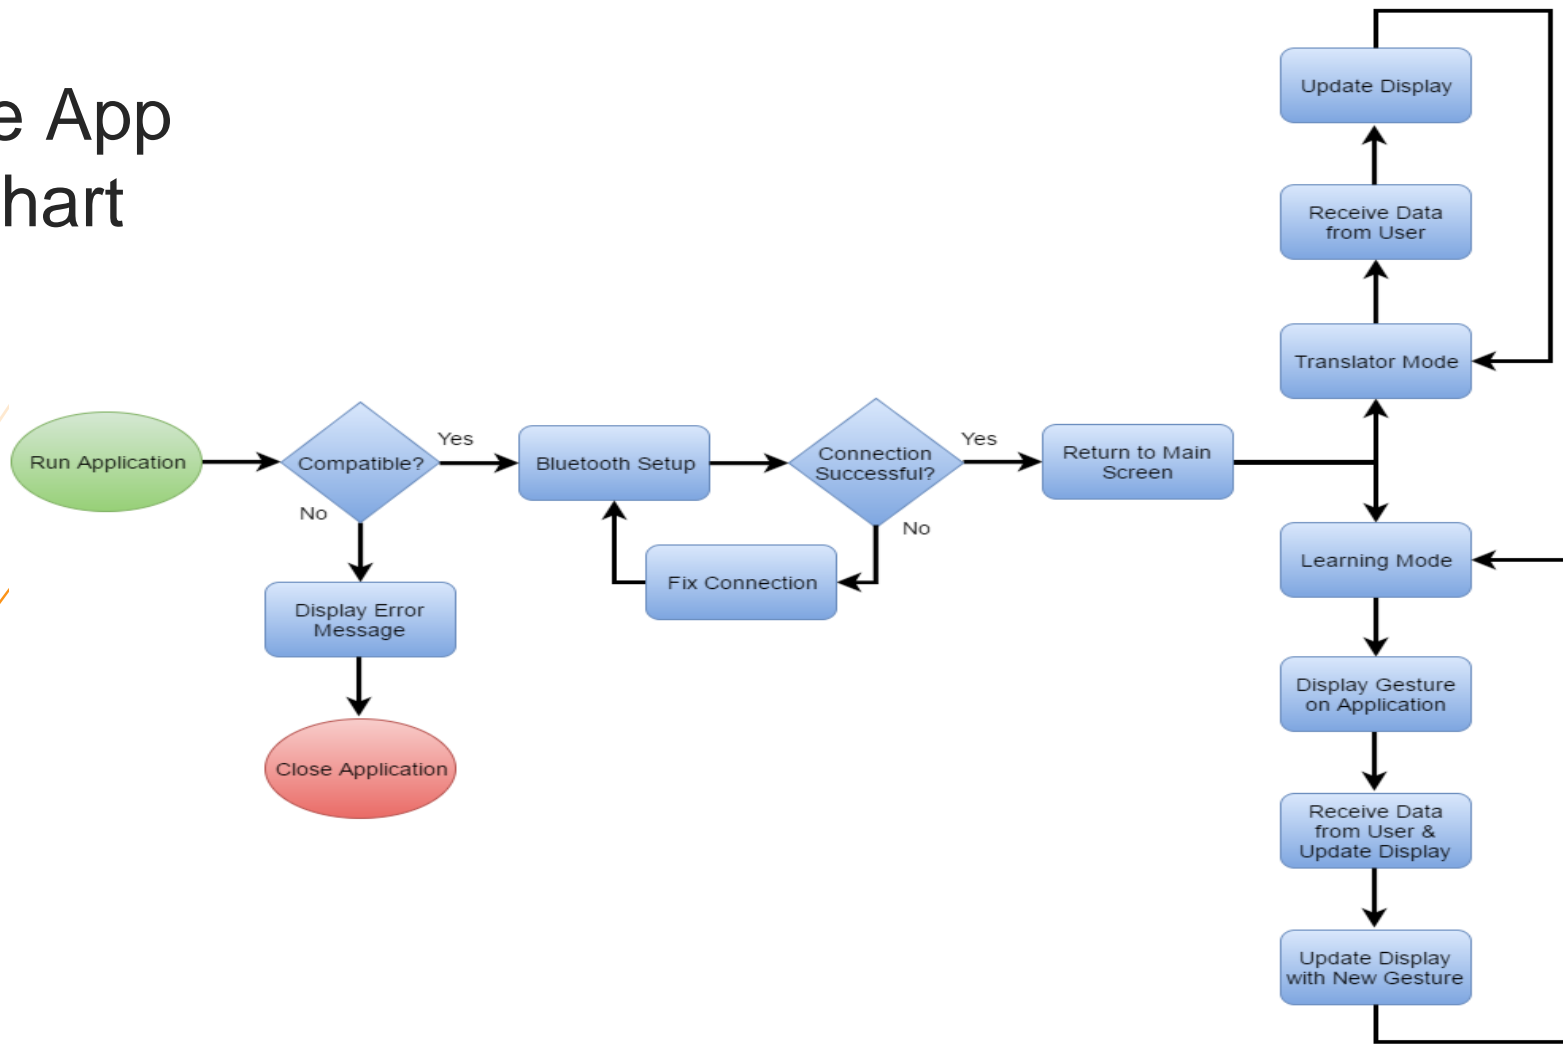 e App
hart
Run Application
Compatible?
Yes
No
Display Error
Message
Close Application
Bluetooth Setup
Connection
Successful?
Yes
No
Fix Connection
Return to Main
Screen
Update Display
Receive Data
from User
Translator Mode
Learning Mode
Display Gesture
on Application
Receive Data
from User &
Update Display
Update Display
with New Gesture